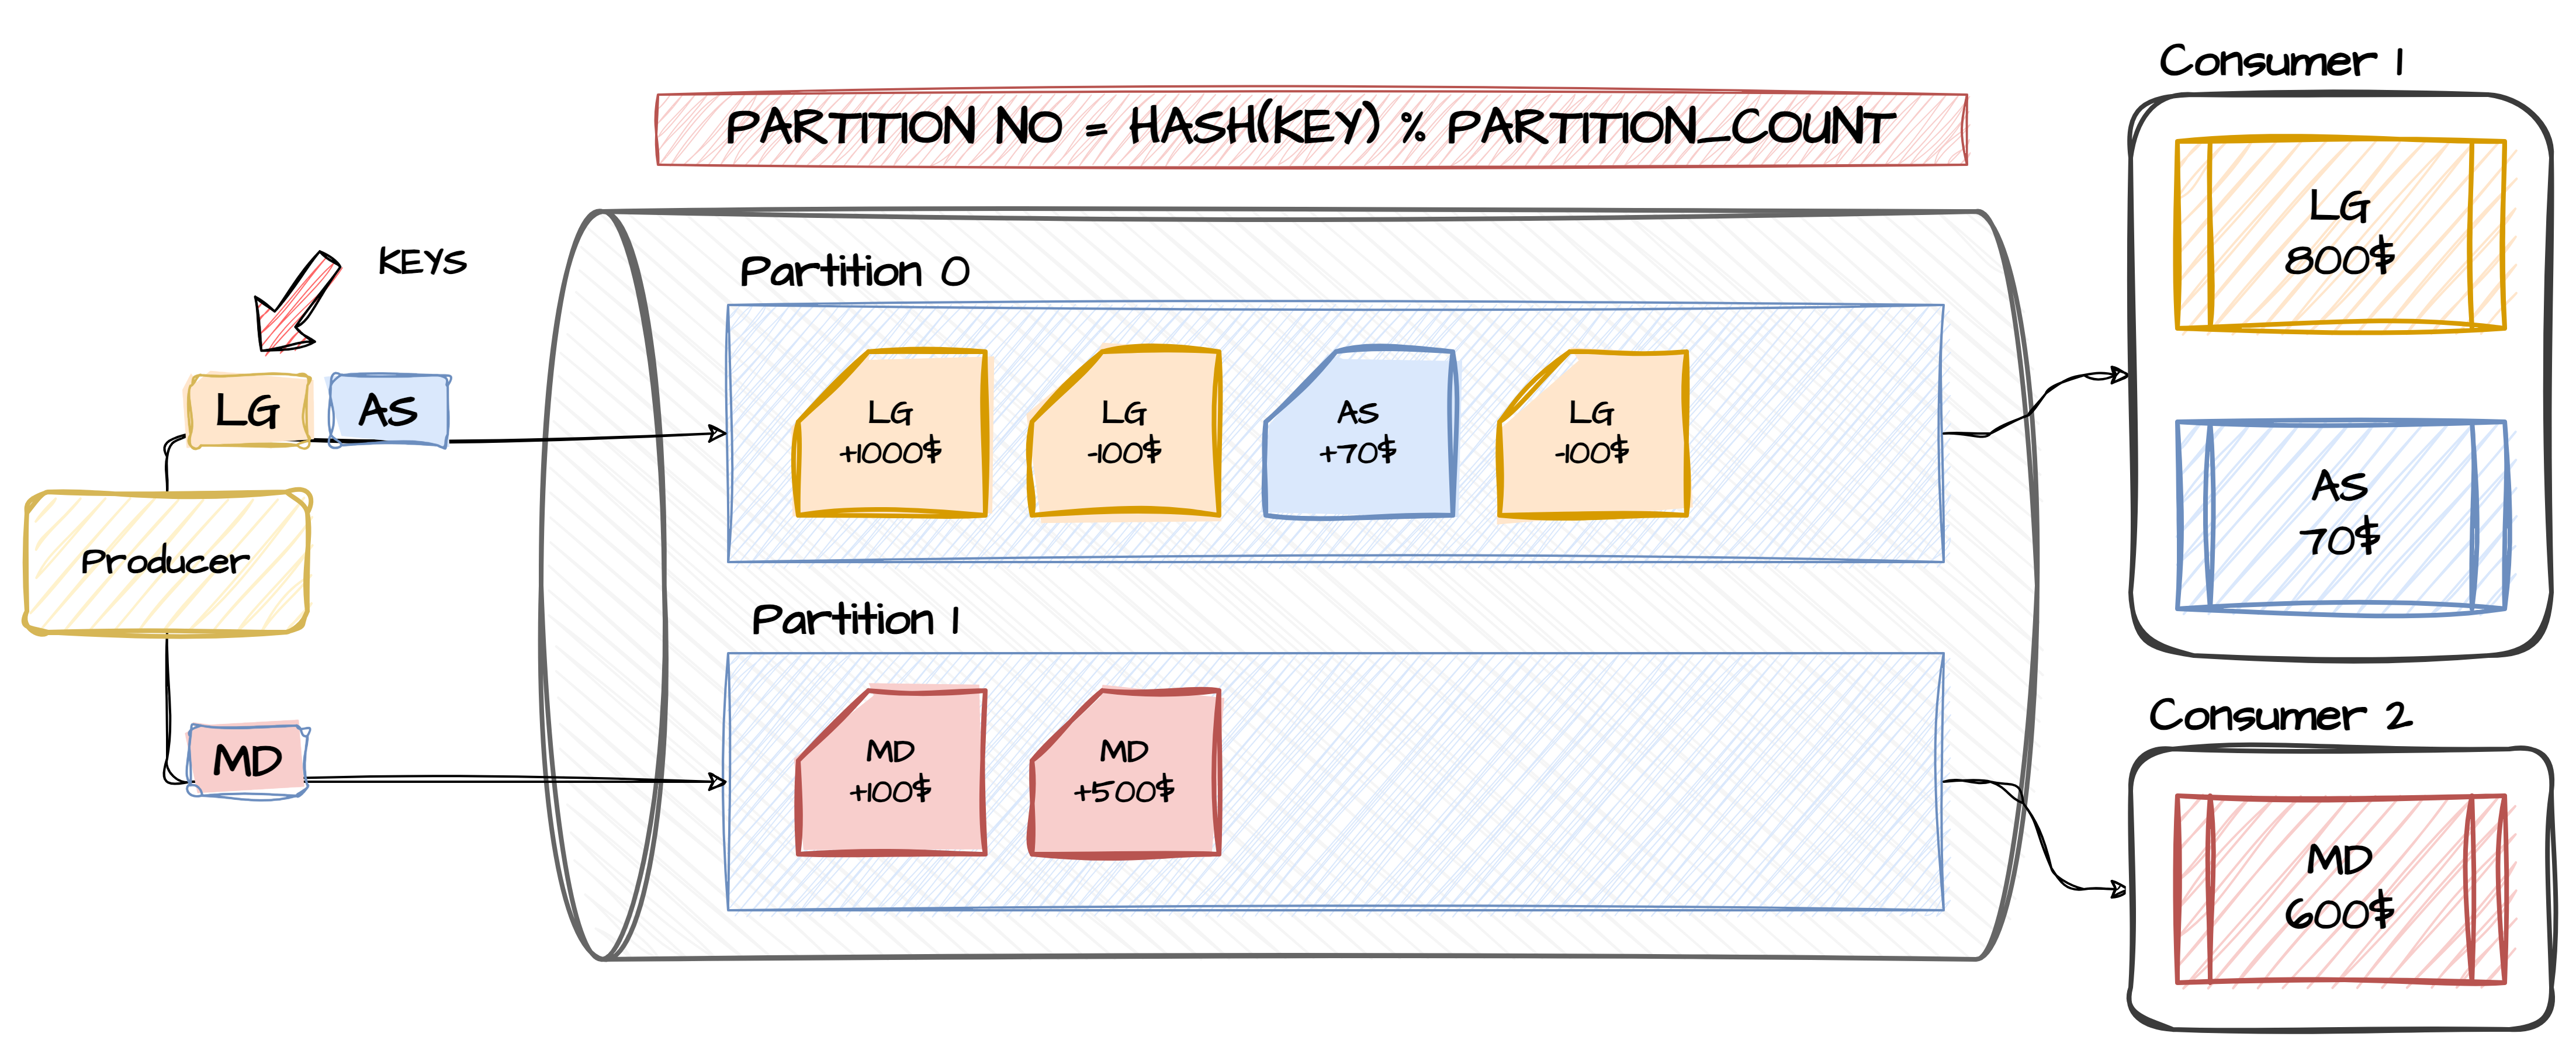 PARTITION NO = HASH(KEY) % PARTITION_COUNT
KEYS
LG
AS
Producer
MD
Partition 0
LG
+1000$
LG
-100$
AS
+70$
LG
-100$
Partition 1
MD
+100$
MD
+500$
Consumer 1
LG
800$
AS
70$
Consumer 2
MD
600$